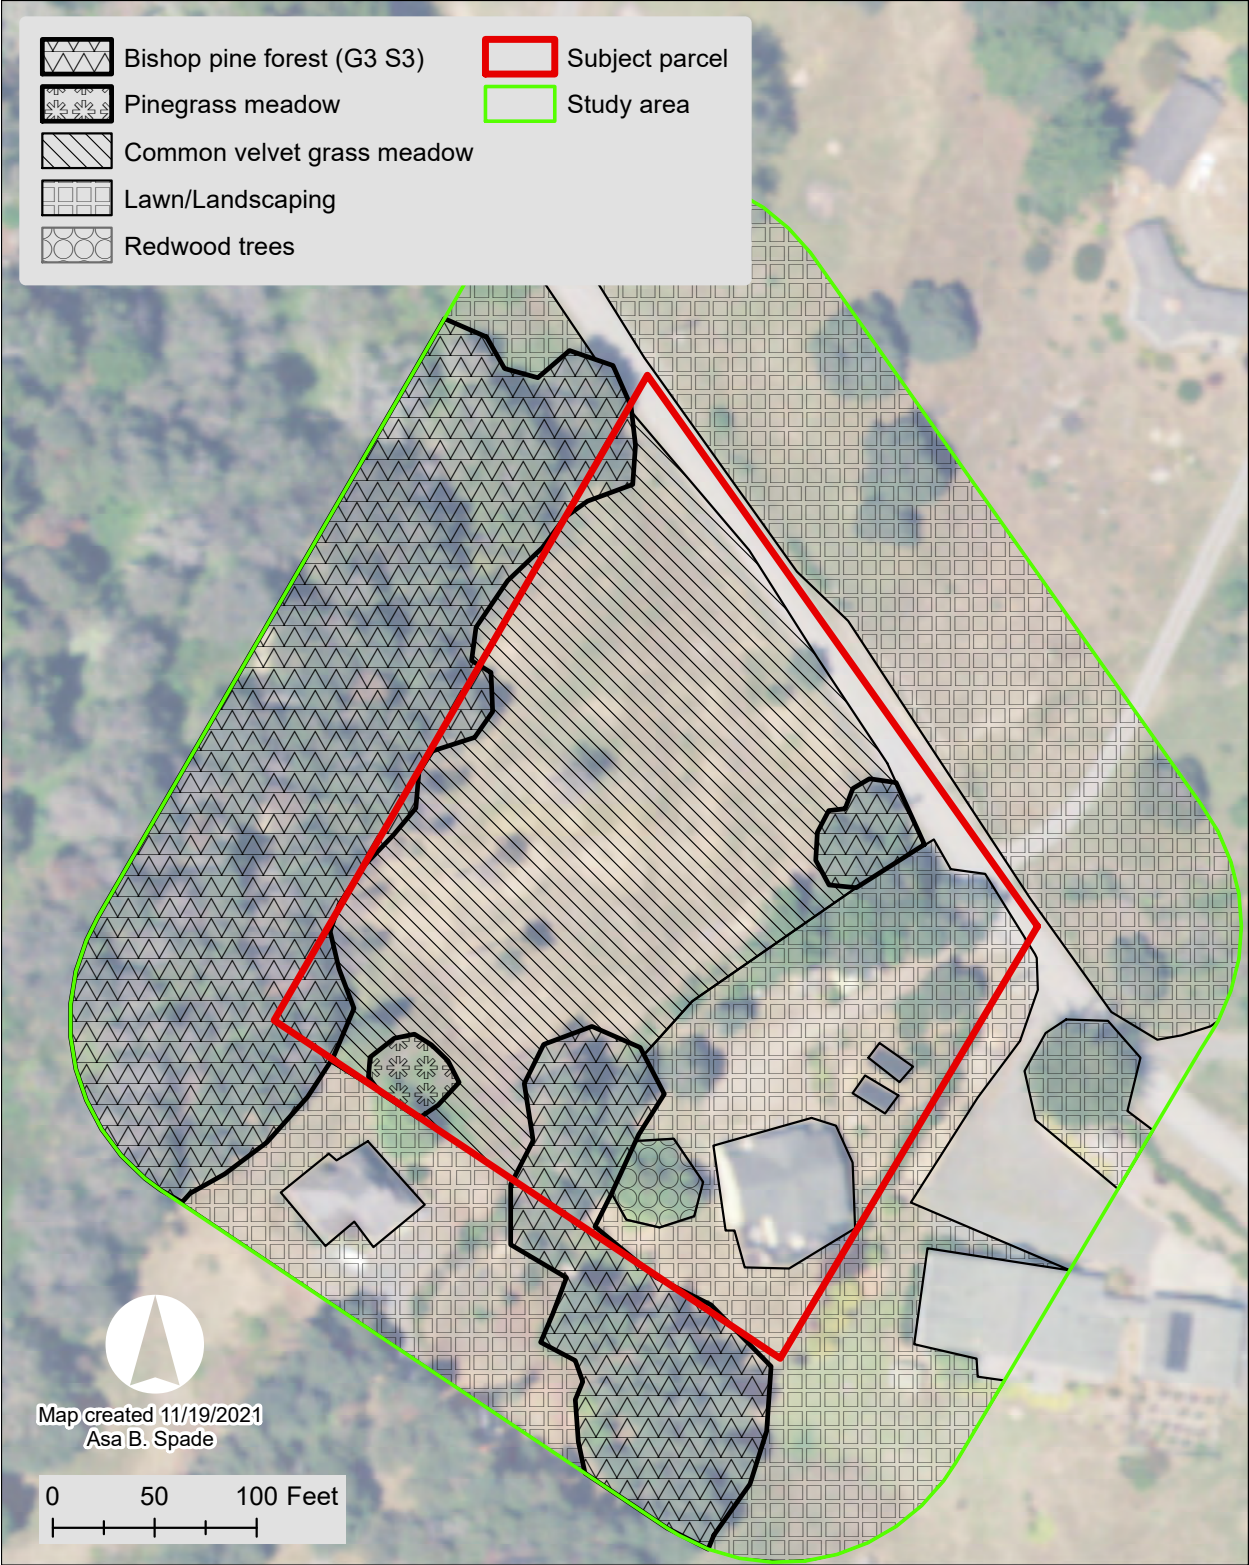 Bishop pine forest (G3 S3)
Pinegrass meadow
Common velvet grass meadow
Lawn/Landscaping
Redwood trees
Subject parcel
Study area
Map created 11/19/2021
Asa B. Spade
0 50 100 Feet